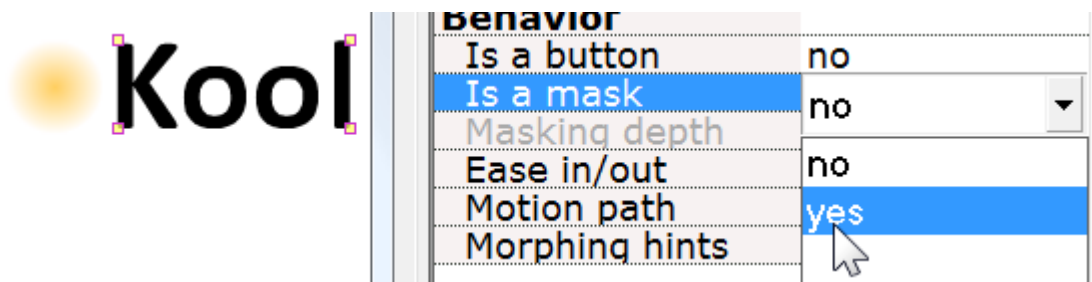 Kool
Behavior
Is a button no
Is a mask no
Masking depth
no
Ease in/out
yes
Motion path
Morphing hints